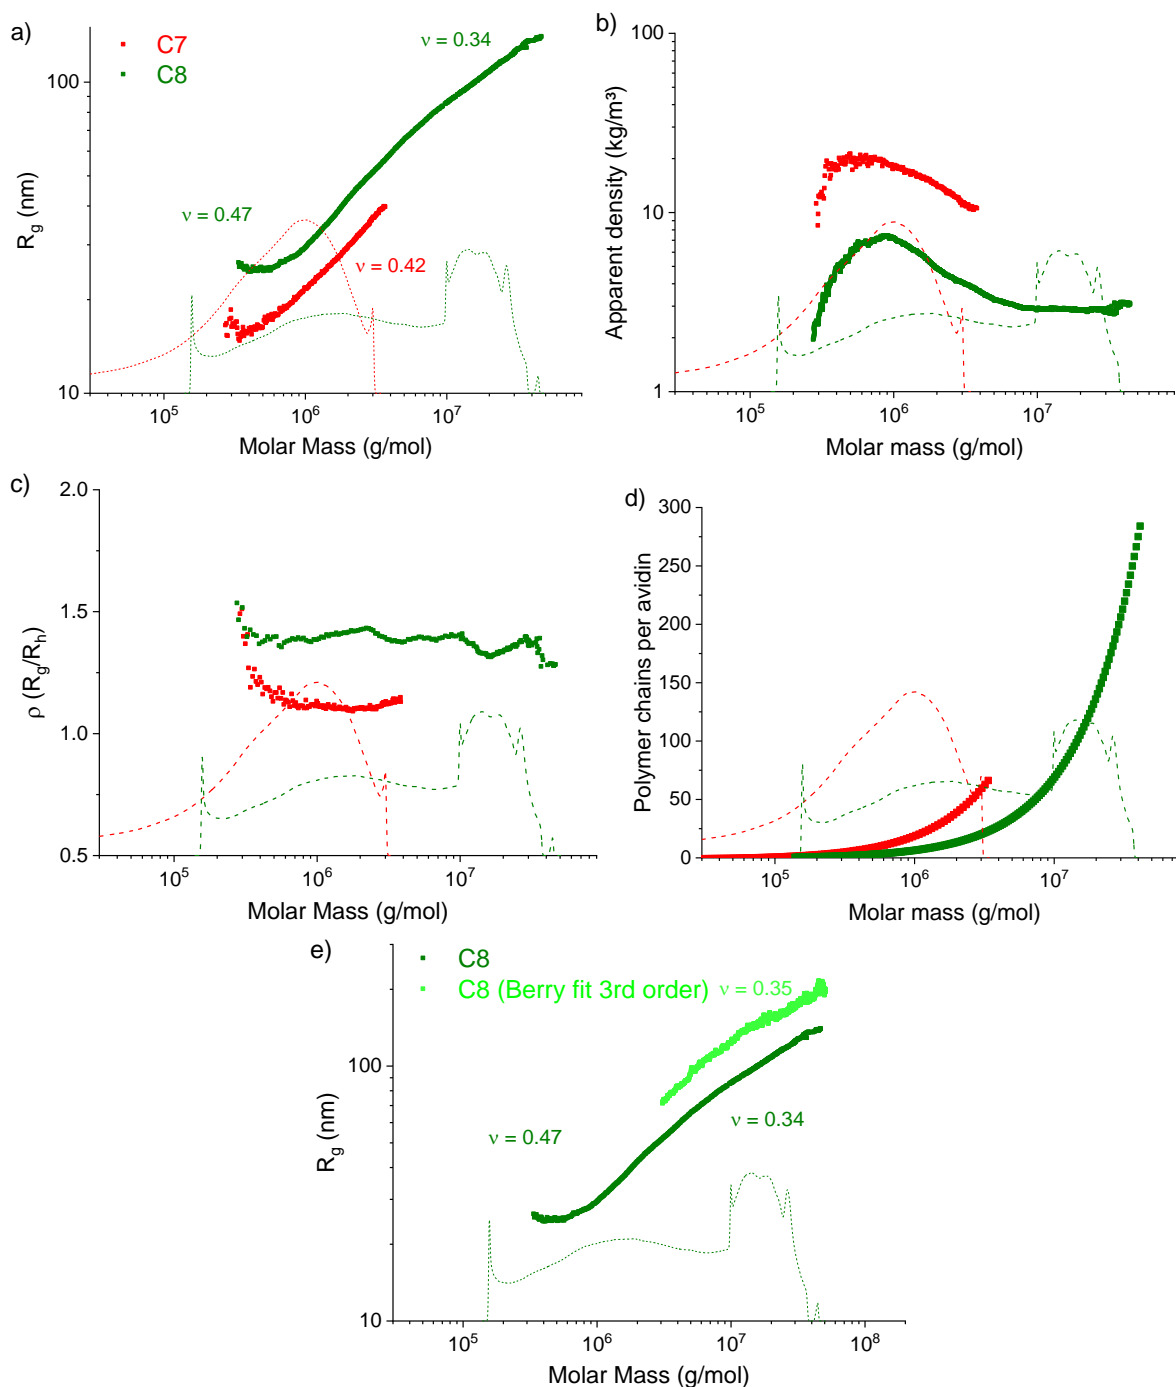 a)
C7
C8
ν = 0.34
ν = 0.47
ν = 0.42
100
10
R_g (nm)
10⁵ 10⁶ 10⁷
Molar Mass (g/mol)
b)
100
10
1
Apparent density (kg/m³)
10⁵ 10⁶ 10⁷
Molar mass (g/mol)
c)
2.0
1.5
1.0
0.5
ρ (R_g/R_h)
10⁵ 10⁶ 10⁷
Molar Mass (g/mol)
d)
300
250
200
150
100
50
0
Polymer chains per avidin
10⁵ 10⁶ 10⁷
Molar mass (g/mol)
e)
C8
C8 (Berry fit 3rd order)
ν = 0.35
ν = 0.47
ν = 0.34
100
10
R_g (nm)
10⁵ 10⁶ 10⁷ 10⁸
Molar Mass (g/mol)